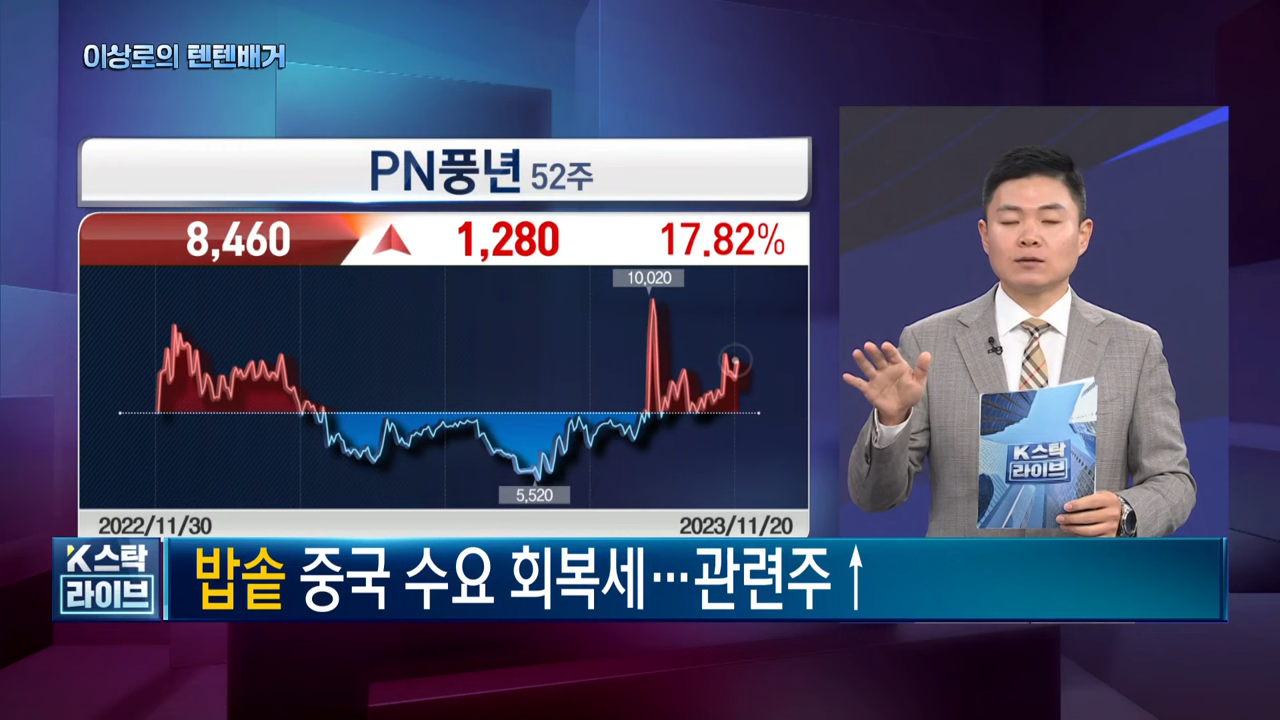 이상로의 텐텐배거
PN풍년 52주
8,460 ▲ 1,280 17.82%
10,020
5,520
2022/11/30 2023/11/20
K스탁
라이브
K스탁
라이브
밥솥 중국 수요 회복세…관련주↑